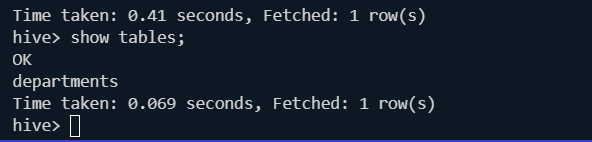 Time taken: 0.41 seconds, Fetched: 1 row(s)
hive> show tables;
OK
departments
Time taken: 0.069 seconds, Fetched: 1 row(s)
hive>